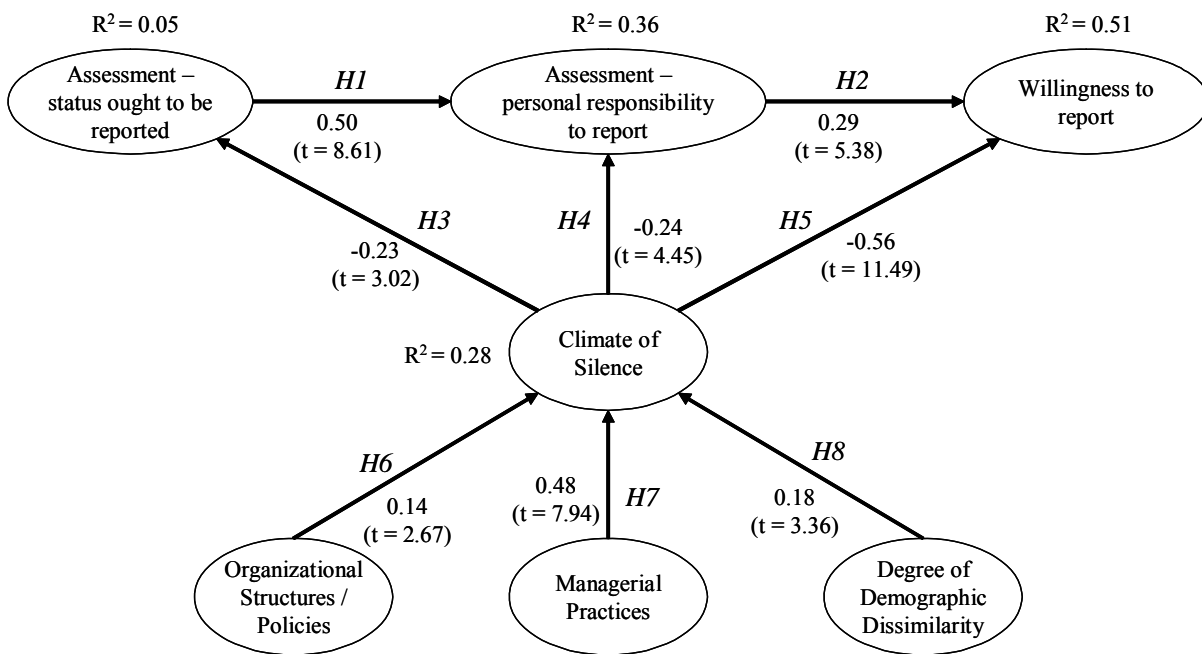 R² = 0.05
R² = 0.36
R² = 0.51
Assessment –
status ought to be
reported
H1
0.50
(t = 8.61)
Assessment –
personal responsibility
to report
H2
0.29
(t = 5.38)
Willingness to
report
H3
-0.23
(t = 3.02)
H4
-0.24
(t = 4.45)
H5
-0.56
(t = 11.49)
R² = 0.28
Climate of
Silence
H6
0.14
(t = 2.67)
0.48
(t = 7.94)
H7
H8
0.18
(t = 3.36)
Organizational
Structures /
Policies
Managerial
Practices
Degree of
Demographic
Dissimilarity